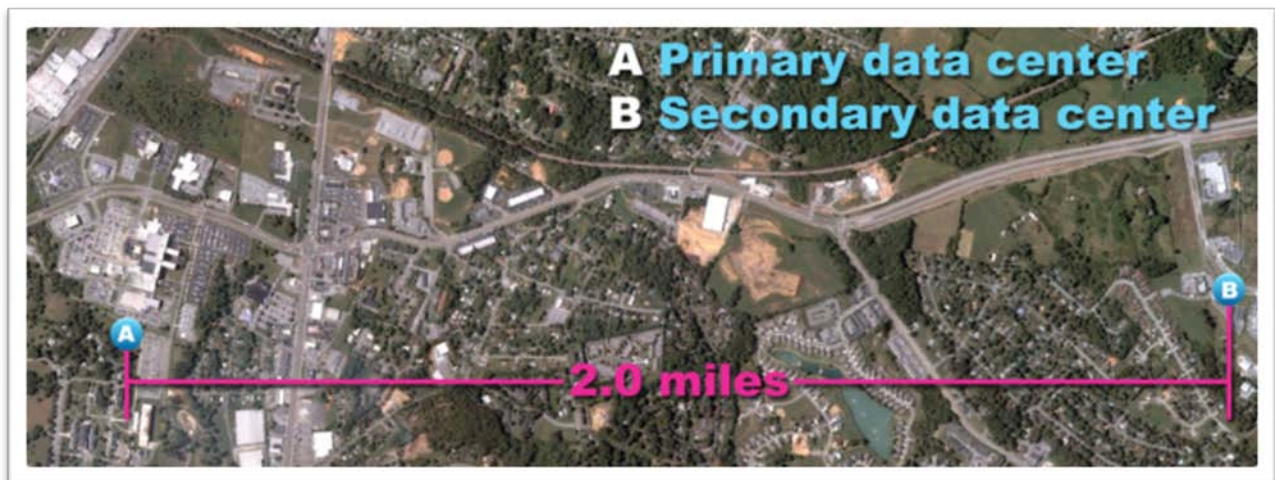 A Primary data center
B Secondary data center
A
B
2.0 miles